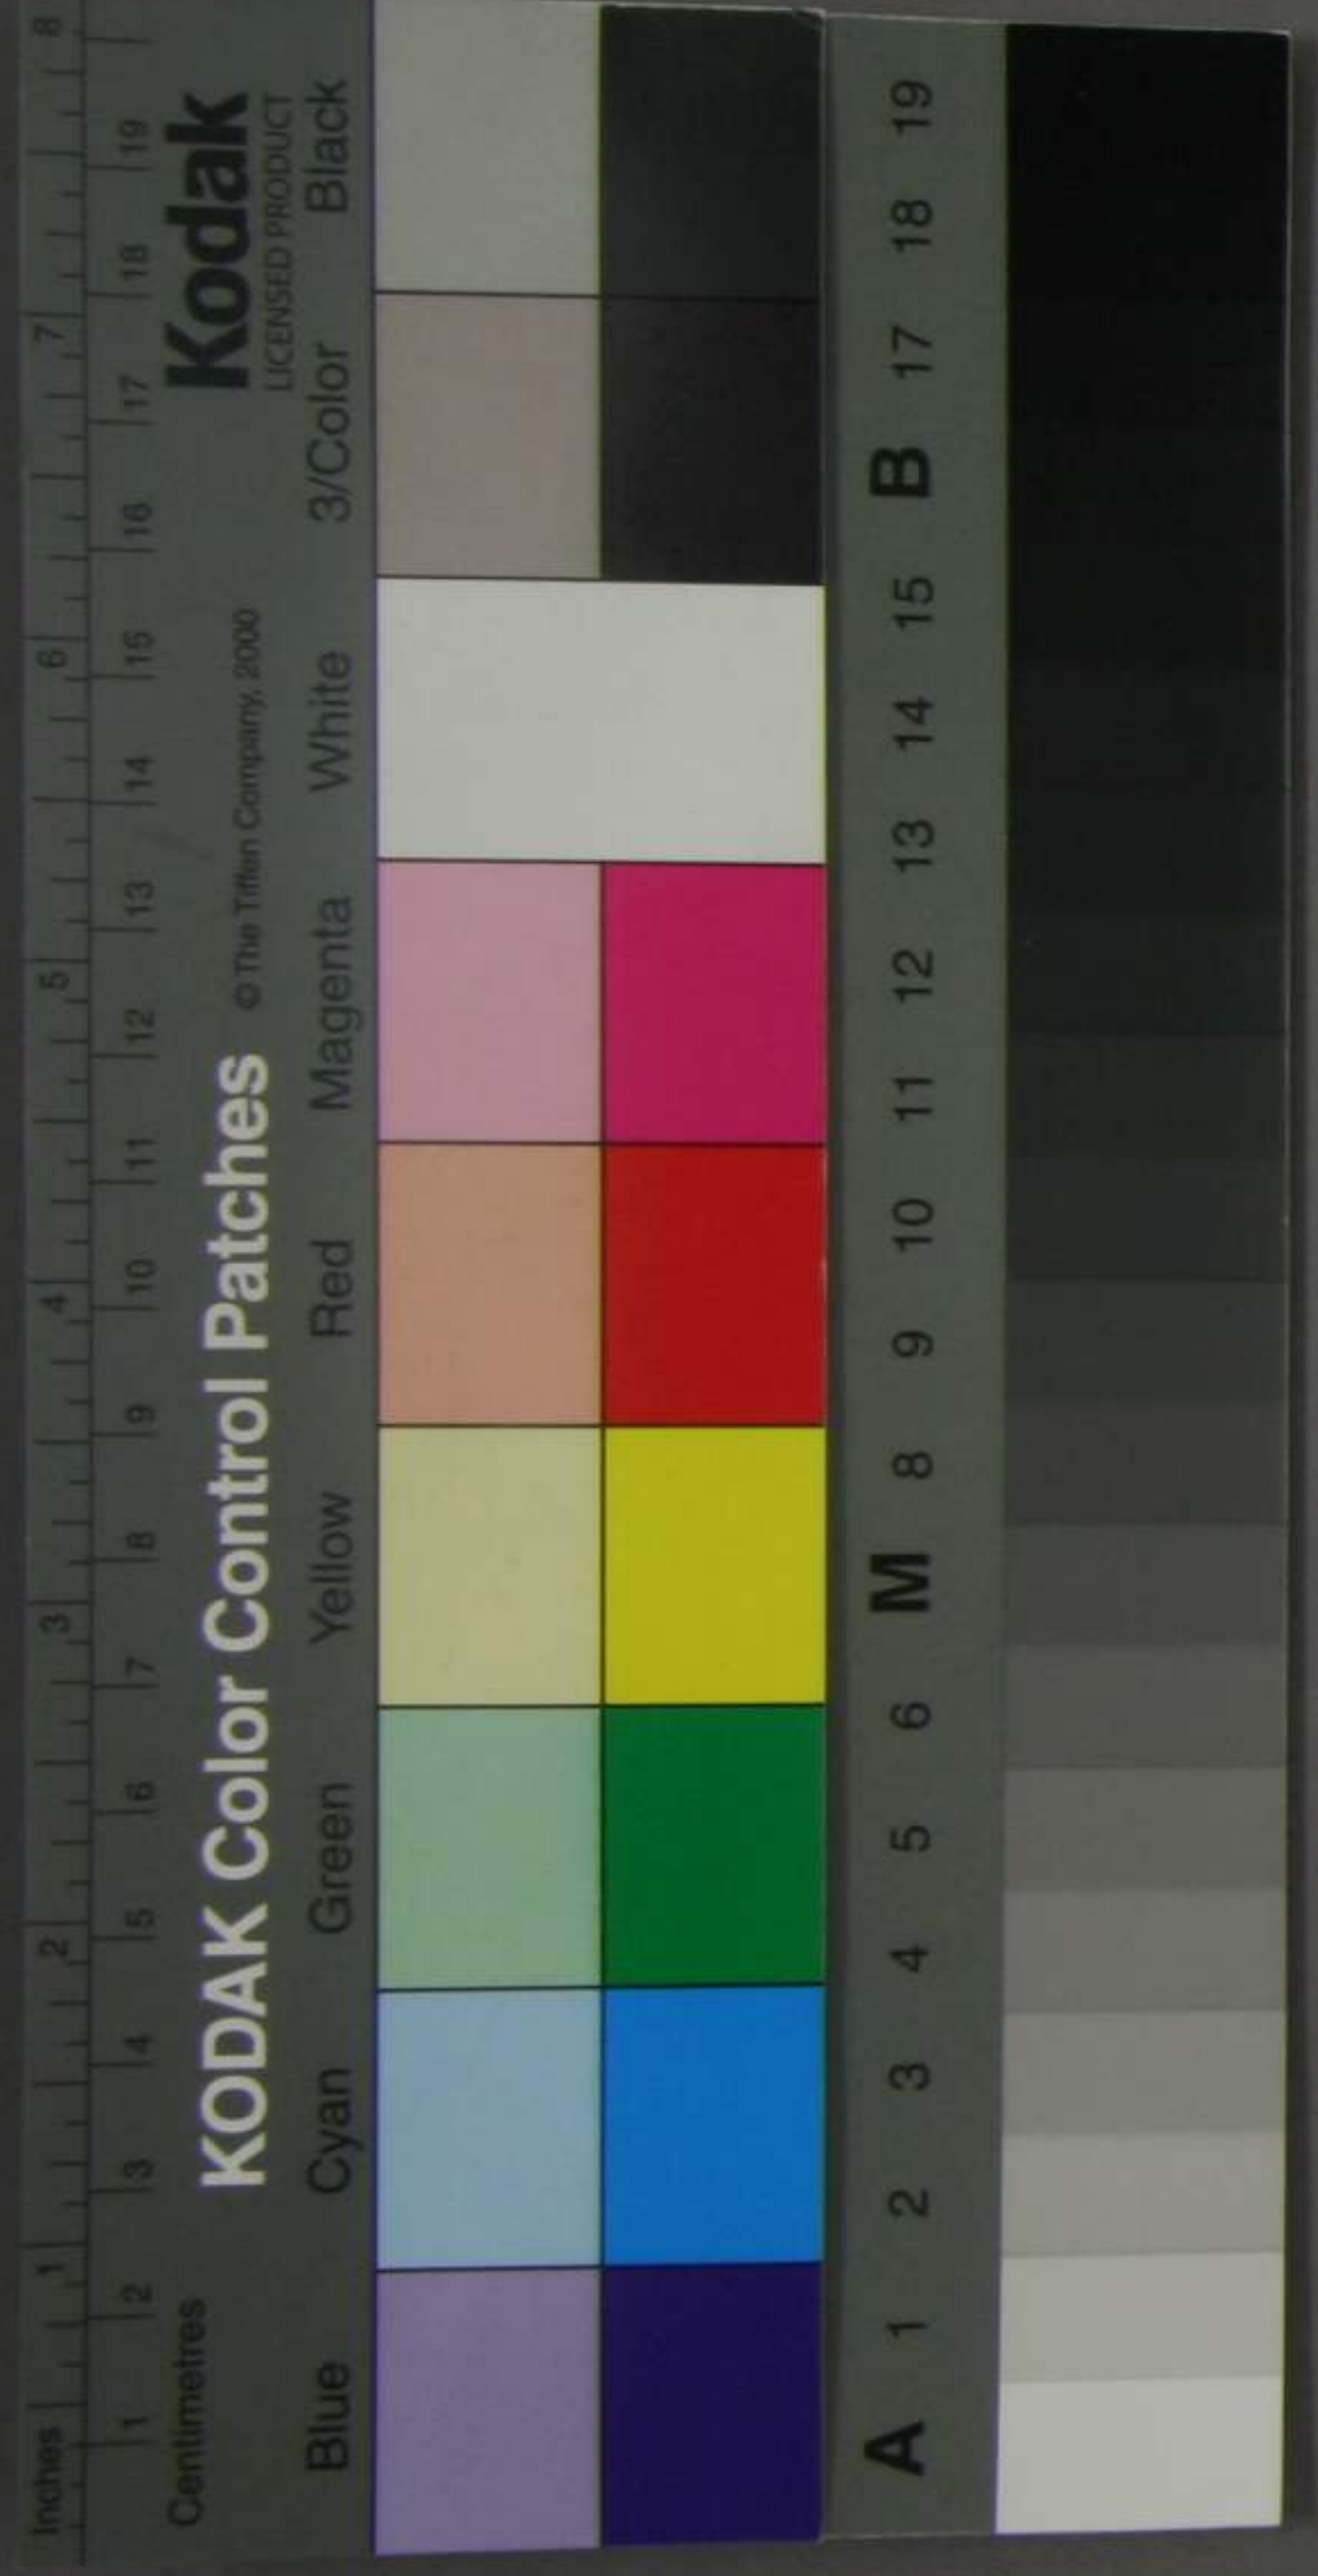 Inches 1 2 3 4 5 6 7 8
1 2 3 4 5 6 7 8 9 10 11 12 13 14 15 16 17 18 19
Centimetres
KODAK Color Control Patches © The Tiffen Company, 2000
Kodak
LICENSED PRODUCT
Blue Cyan Green Yellow Red Magenta White 3/Color Black
A 1 2 3 4 5 6 M 8 9 10 11 12 13 14 15 B 17 18 19